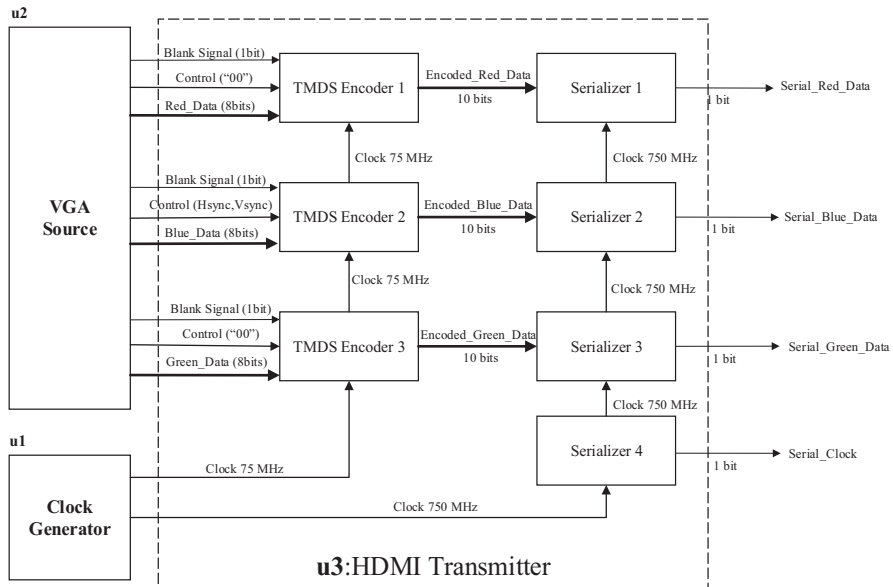 u2
VGA
Source
Blank Signal (1bit)
Control (“00”)
Red_Data (8bits)
TMDS Encoder 1
Encoded_Red_Data
10 bits
Serializer 1
1 bit
Serial_Red_Data
Clock 75 MHz
Clock 750 MHz
Blank Signal (1bit)
Control (Hsync,Vsync)
Blue_Data (8bits)
TMDS Encoder 2
Encoded_Blue_Data
10 bits
Serializer 2
1 bit
Serial_Blue_Data
Clock 75 MHz
Clock 750 MHz
Blank Signal (1bit)
Control (“00”)
Green_Data (8bits)
TMDS Encoder 3
Encoded_Green_Data
10 bits
Serializer 3
1 bit
Serial_Green_Data
Clock 750 MHz
u1
Clock
Generator
Clock 75 MHz
Serializer 4
1 bit
Serial_Clock
Clock 750 MHz
u3:HDMI Transmitter